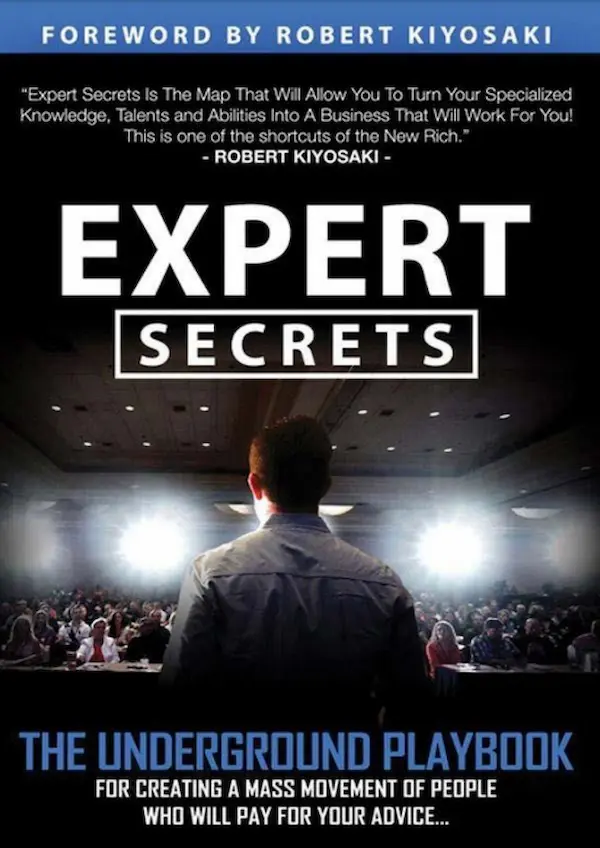 FOREWORD BY ROBERT KIYOSAKI
“Expert Secrets Is The Map That Will Allow You To Turn Your Specialized
Knowledge, Talents and Abilities Into A Business That Will Work For You!
This is one of the shortcuts of the New Rich.”
- ROBERT KIYOSAKI -
EXPERT
SECRETS
THE UNDERGROUND PLAYBOOK
FOR CREATING A MASS MOVEMENT OF PEOPLE
WHO WILL PAY FOR YOUR ADVICE...